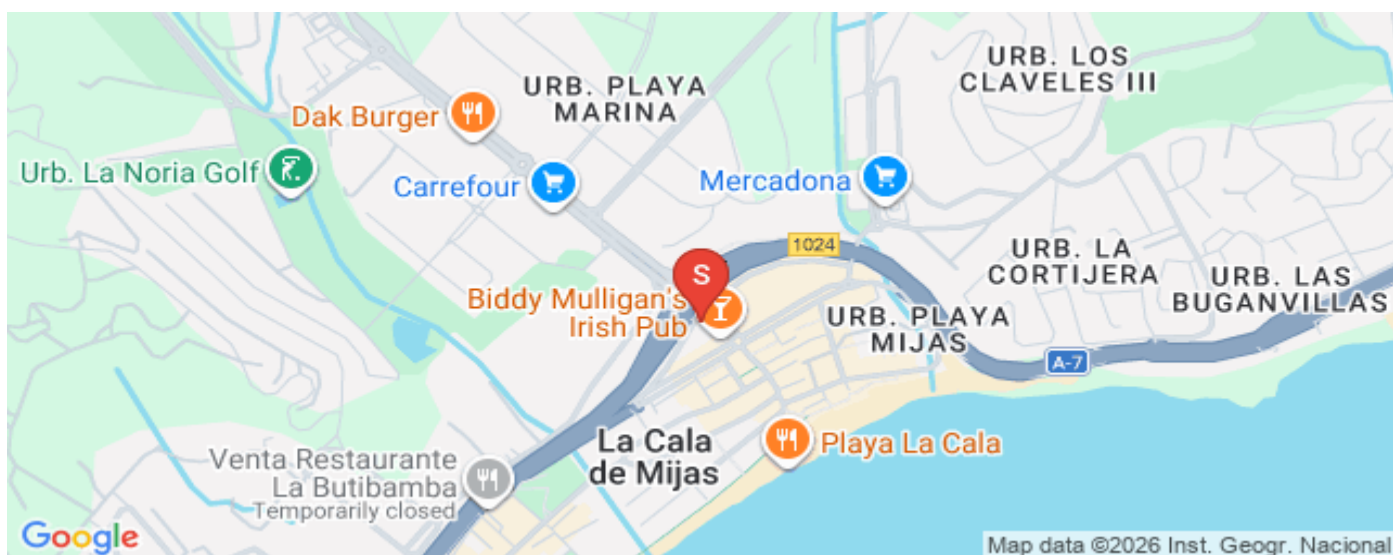 URB. LOS
CLAVELES III
URB. PLAYA
MARINA
Dak Burger
Urb. La Noria Golf
Carrefour
Mercadona
1024
S
URB. LA
CORTIJERA
URB. LAS
BUGANVILLAS
Biddy Mulligan's
Irish Pub
URB. PLAYA
MIJAS
A-7
La Cala
de Mijas
Playa La Cala
Venta Restaurante
La Butibamba
Temporarily closed
Google
Map data ©2026 Inst. Geogr. Nacional